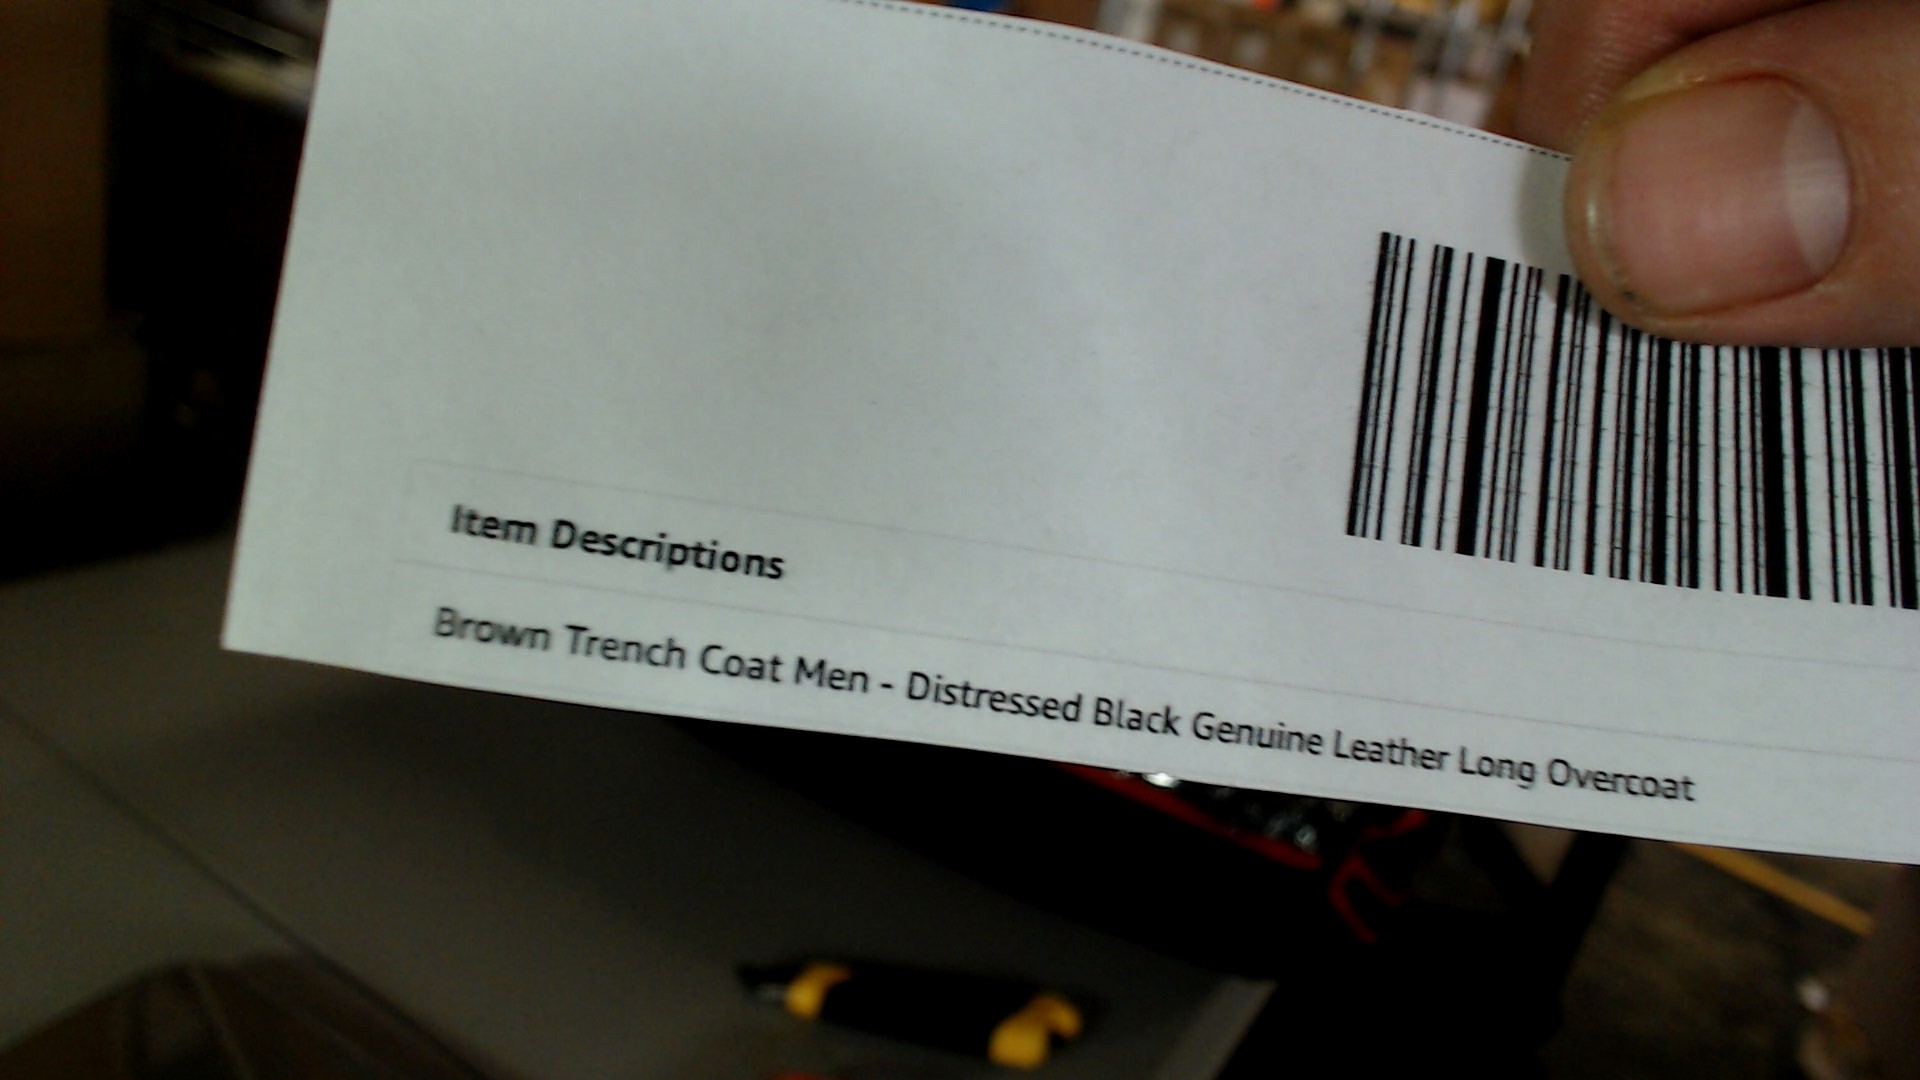 Item Descriptions
Brown Trench Coat Men - Distressed Black Genuine Leather Long Overcoat